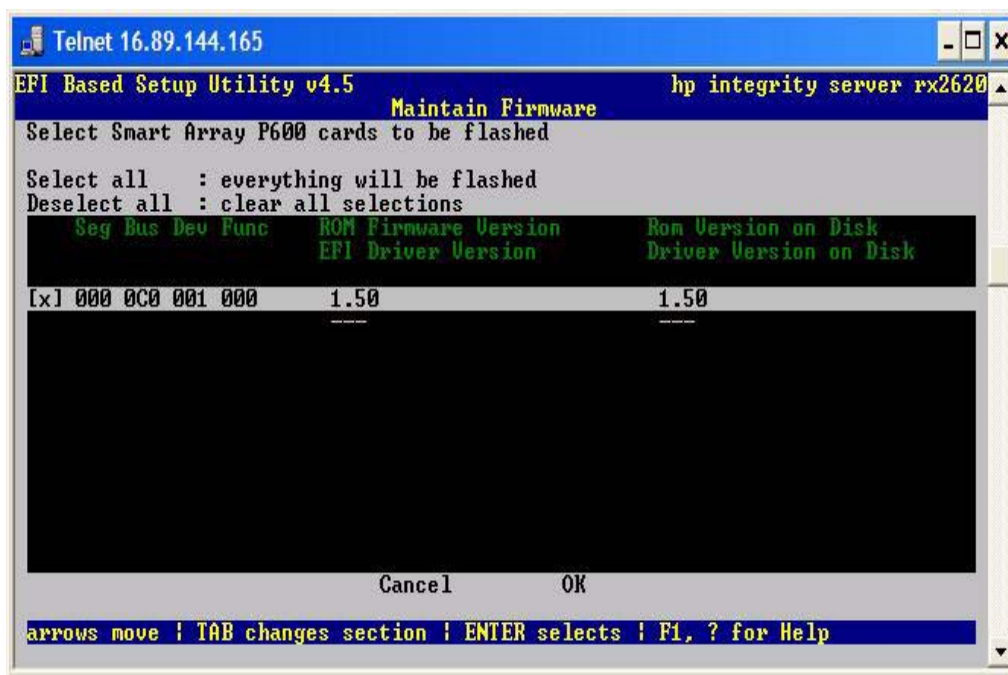 Telnet 16.89.144.165
EFI Based Setup Utility v4.5 hp integrity server rx2620
Maintain Firmware
Select Smart Array P600 cards to be flashed
Select all : everything will be flashed
Deselect all : clear all selections
Seg Bus Dev Func ROM Firmware Version Rom Version on Disk
EFI Driver Version Driver Version on Disk
[x] 000 0C0 001 000 1.50 1.50
--- ---
Cancel OK
arrows move ¦ TAB changes section ¦ ENTER selects ¦ F1, ? for Help